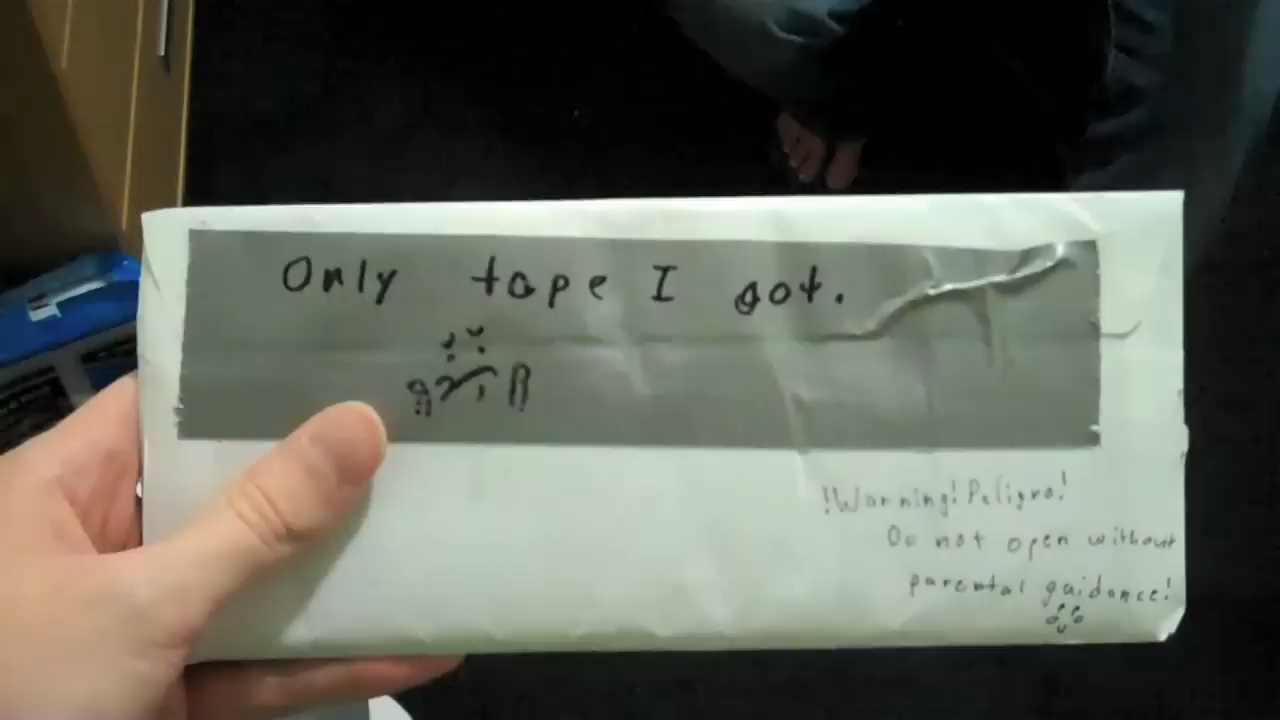 Only tape I got.
!Warning! Peligro!
Do not open without
parental guidance!